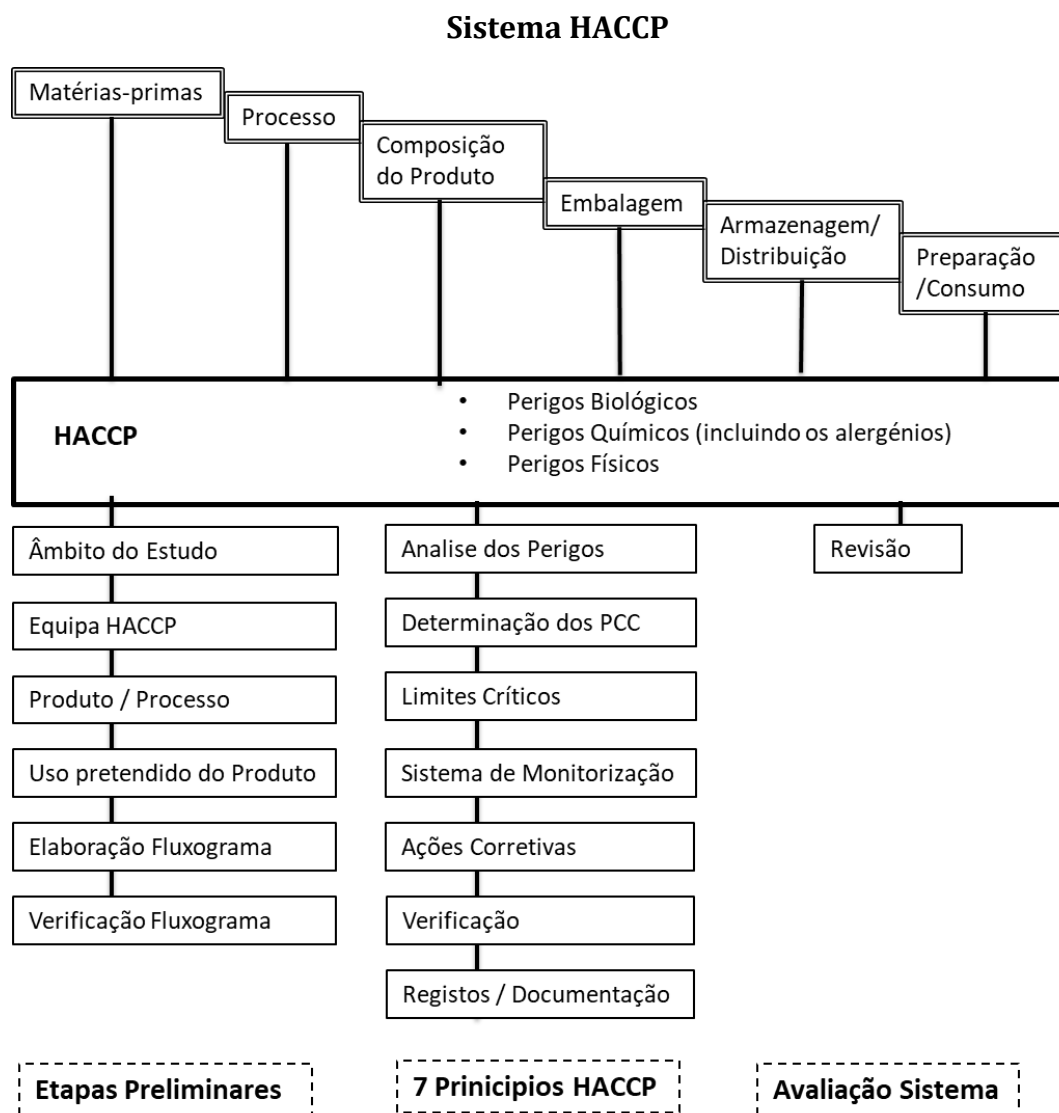 Sistema HACCP
Matérias-primas
Processo
Composição
do Produto
Embalagem
Armazenagem/
Distribuição
Preparação
/Consumo
HACCP
• Perigos Biológicos
• Perigos Químicos (incluindo os alergénios)
• Perigos Físicos
Âmbito do Estudo
Equipa HACCP
Produto / Processo
Uso pretendido do Produto
Elaboração Fluxograma
Verificação Fluxograma
Analise dos Perigos
Determinação dos PCC
Limites Críticos
Sistema de Monitorização
Ações Corretivas
Verificação
Registos / Documentação
Revisão
Etapas Preliminares
7 Prinicipios HACCP
Avaliação Sistema